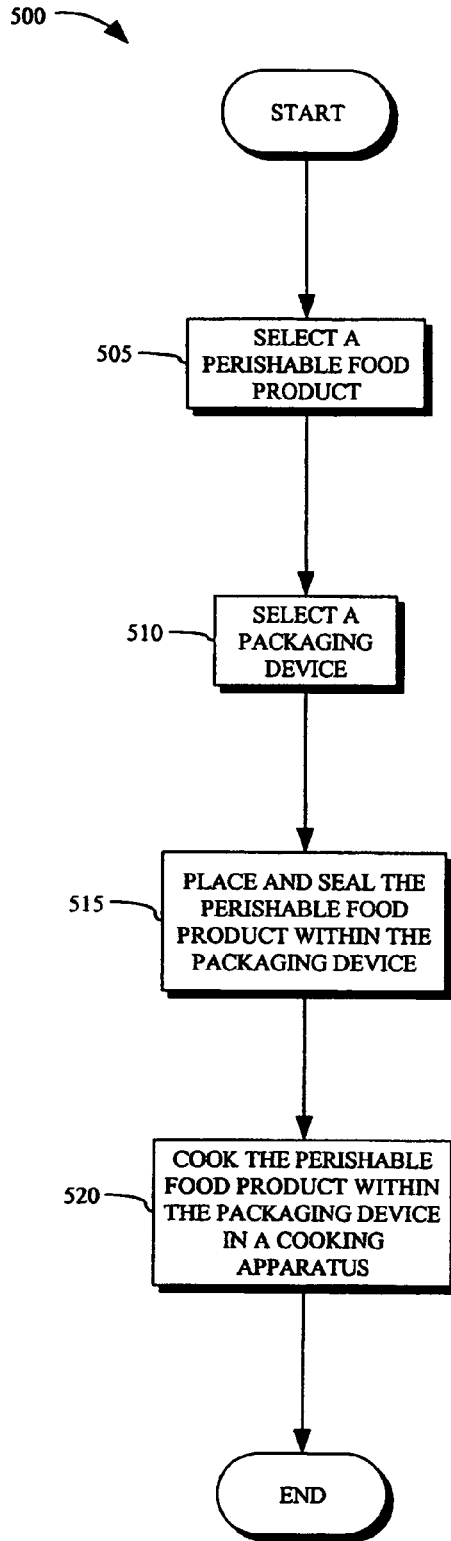 500
START
505
SELECT A
PERISHABLE FOOD
PRODUCT
510
SELECT A
PACKAGING
DEVICE
515
PLACE AND SEAL THE
PERISHABLE FOOD
PRODUCT WITHIN THE
PACKAGING DEVICE
520
COOK THE PERISHABLE
FOOD PRODUCT WITHIN
THE PACKAGING DEVICE
IN A COOKING
APPARATUS
END